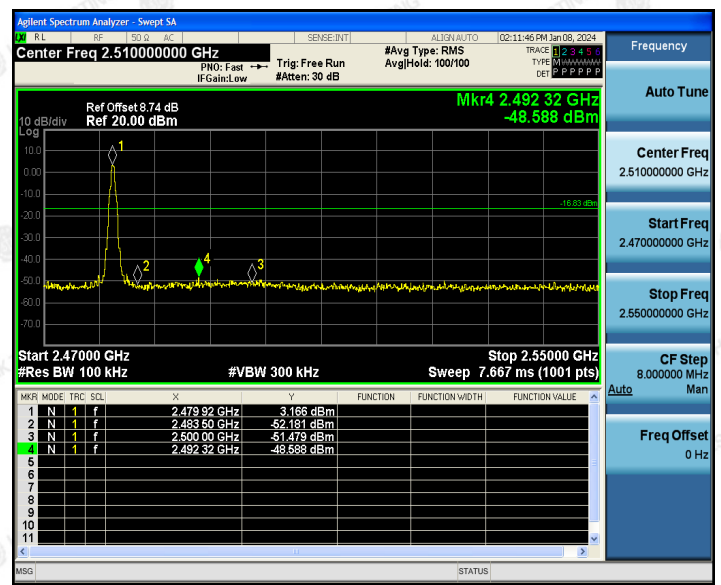 Agilent Spectrum Analyzer - Swept SA
LXI RL RF 50 Ω AC SENSE:INT ALIGNAUTO 02:11:46 PM Jan 08, 2024
Center Freq 2.510000000 GHz
PNO: Fast
IFGain:Low
Trig: Free Run
#Atten: 30 dB
#Avg Type: RMS
Avg|Hold: 100/100
TRACE 1 2 3 4 5 6
TYPE M W W W W W
DET P P P P P P
Mkr4 2.492 32 GHz
-48.588 dBm
Ref Offset 8.74 dB
10 dB/div Ref 20.00 dBm
Log
10.0
0.00
-10.0
-20.0
-30.0
-40.0
-50.0
-60.0
-70.0
1
2
3
4
-16.83 dBm
Start 2.47000 GHz Stop 2.55000 GHz
#Res BW 100 kHz #VBW 300 kHz Sweep 7.667 ms (1001 pts)
MKR MODE TRC SCL X Y FUNCTION FUNCTION WIDTH FUNCTION VALUE
1 N 1 f 2.479 92 GHz 3.166 dBm
2 N 1 f 2.483 50 GHz -52.181 dBm
3 N 1 f 2.500 00 GHz -51.479 dBm
4 N 1 f 2.492 32 GHz -48.588 dBm
5
6
7
8
9
10
11
MSG STATUS
Frequency
Auto Tune
Center Freq
2.510000000 GHz
Start Freq
2.470000000 GHz
Stop Freq
2.550000000 GHz
CF Step
8.000000 MHz
Auto Man
Freq Offset
0 Hz